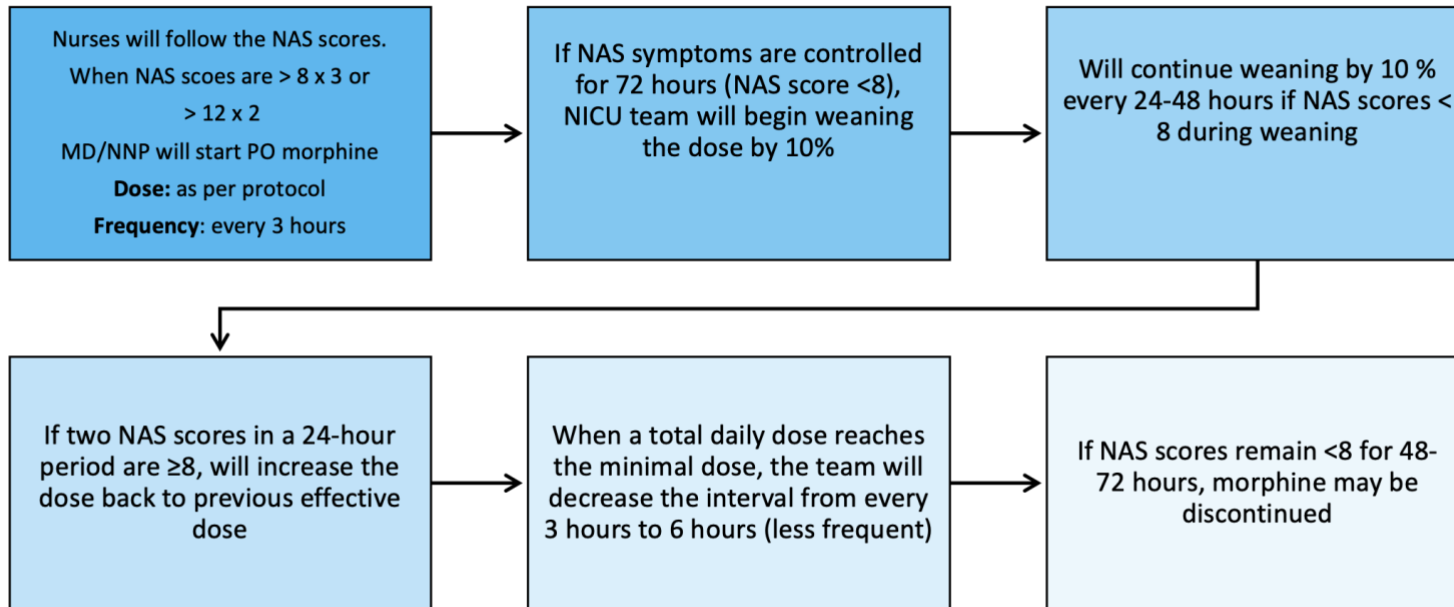 Nurses will follow the NAS scores.
When NAS scoes are > 8 x 3 or
> 12 x 2
MD/NNP will start PO morphine
Dose: as per protocol
Frequency: every 3 hours
If NAS symptoms are controlled
for 72 hours (NAS score <8),
NICU team will begin weaning
the dose by 10%
Will continue weaning by 10 %
every 24-48 hours if NAS scores <
8 during weaning
If two NAS scores in a 24-hour
period are ≥8, will increase the
dose back to previous effective
dose
When a total daily dose reaches
the minimal dose, the team will
decrease the interval from every
3 hours to 6 hours (less frequent)
If NAS scores remain <8 for 48-
72 hours, morphine may be
discontinued